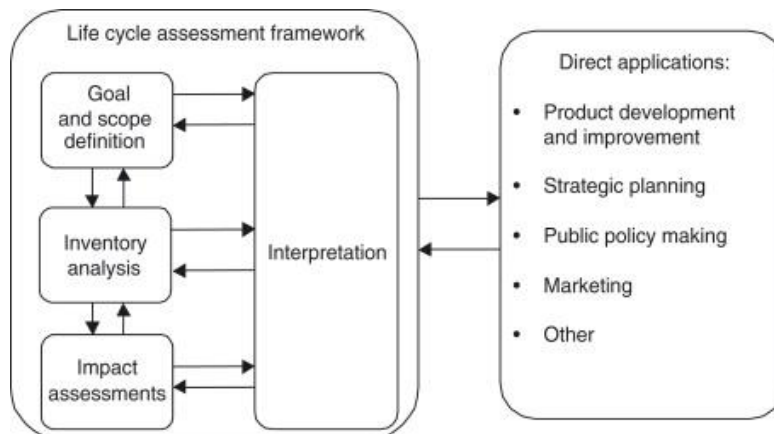 Life cycle assessment framework
Goal
and scope
definition
Inventory
analysis
Impact
assessments
Interpretation
Direct applications:
• Product development
and improvement
• Strategic planning
• Public policy making
• Marketing
• Other